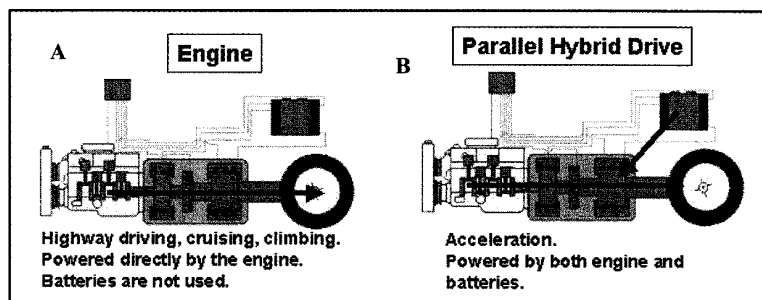 A
Engine
Highway driving, cruising, climbing.
Powered directly by the engine.
Batteries are not used.
B
Parallel Hybrid Drive
Acceleration.
Powered by both engine and
batteries.